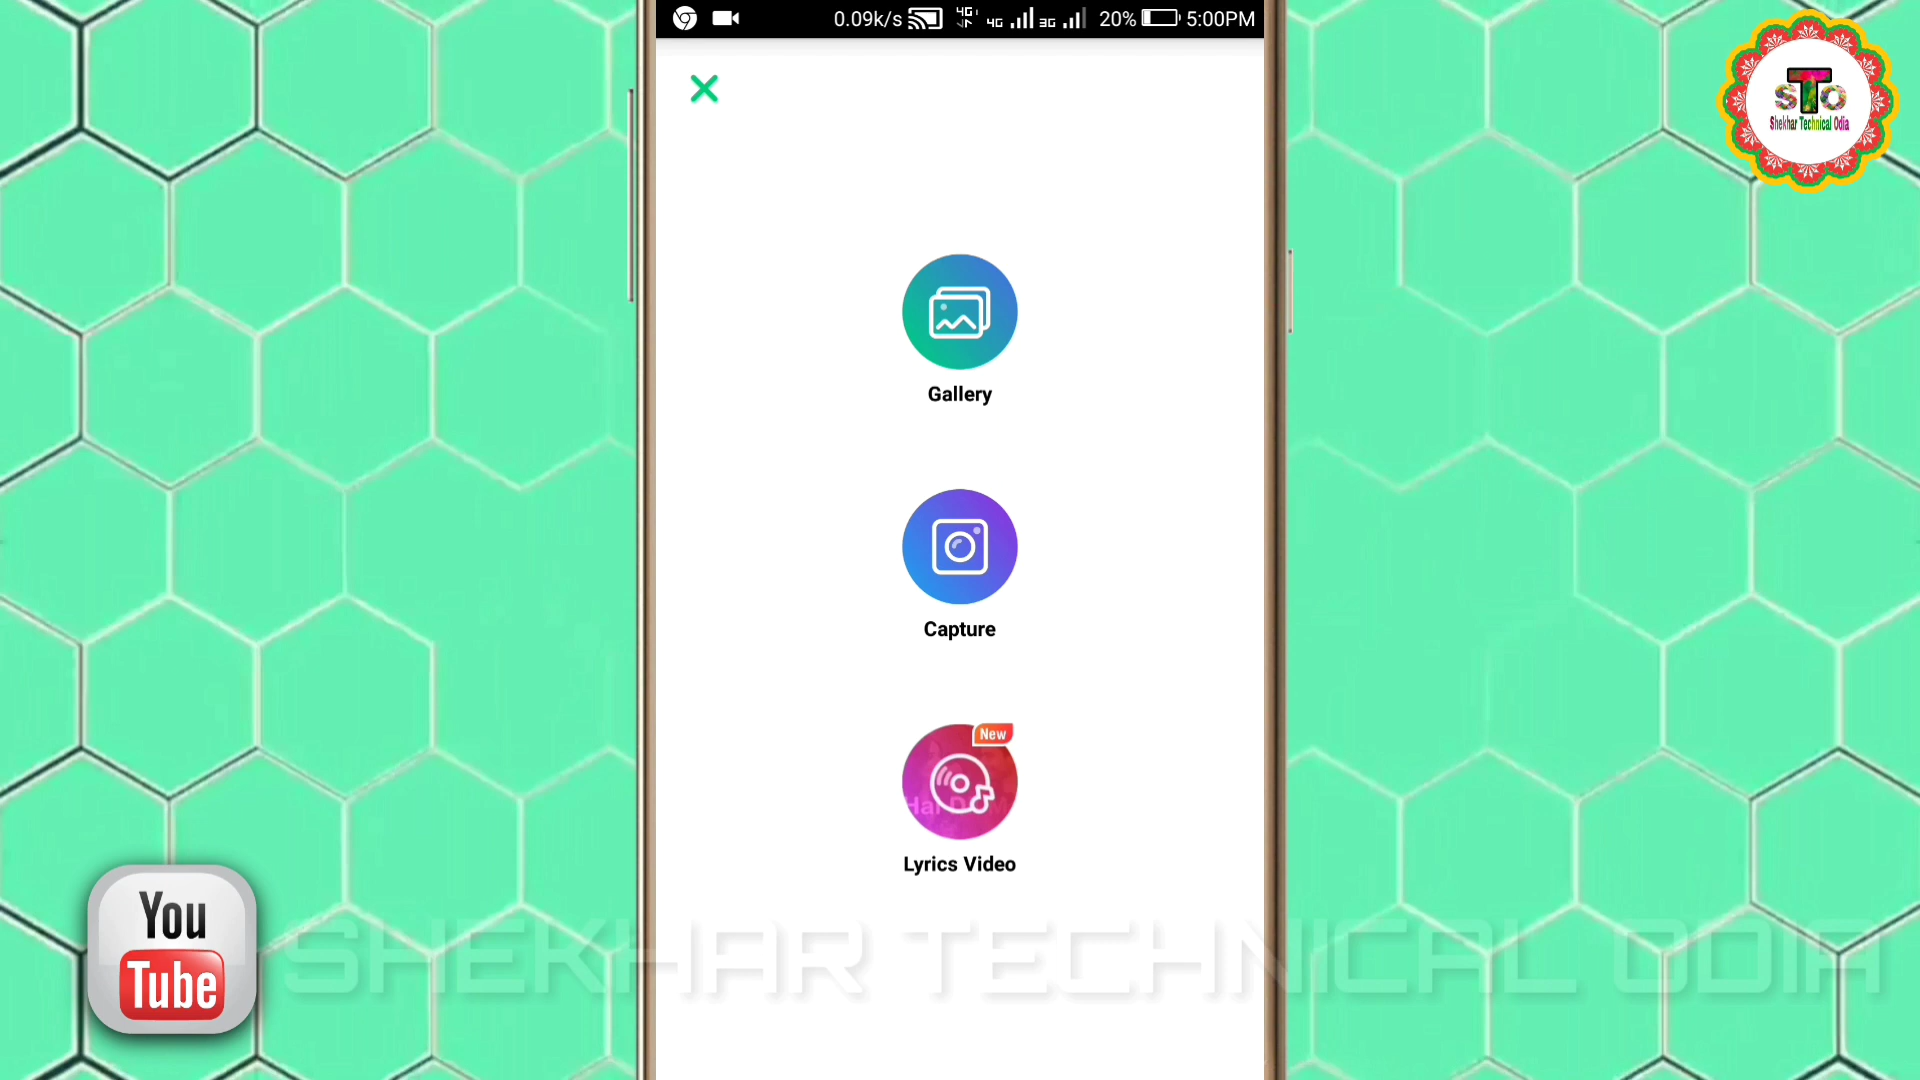 0.09k/s 4G 4G 3G 20% 5:00PM
STO
Shekhar Technical Odia
Gallery
Capture
New
Lyrics Video
You
Tube
SHEKHAR TECHNICAL ODIA